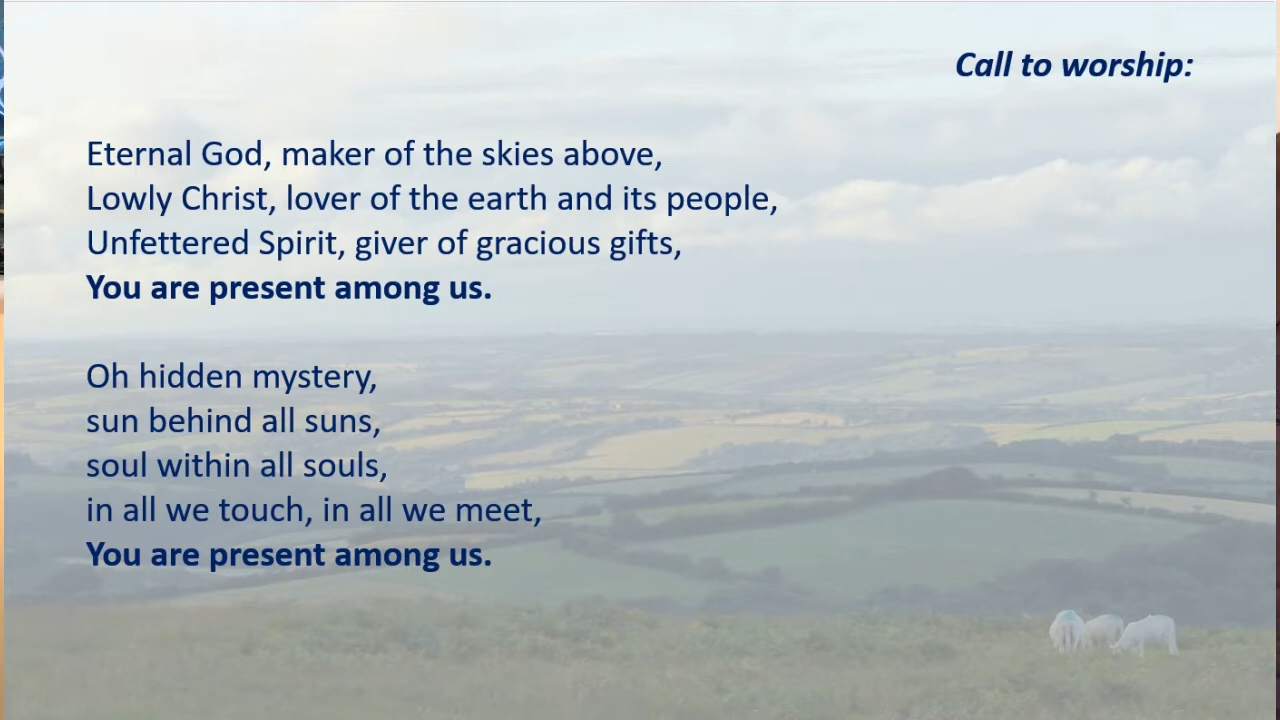 Call to worship:
Eternal God, maker of the skies above,
Lowly Christ, lover of the earth and its people,
Unfettered Spirit, giver of gracious gifts,
You are present among us.
Oh hidden mystery,
sun behind all suns,
soul within all souls,
in all we touch, in all we meet,
You are present among us.